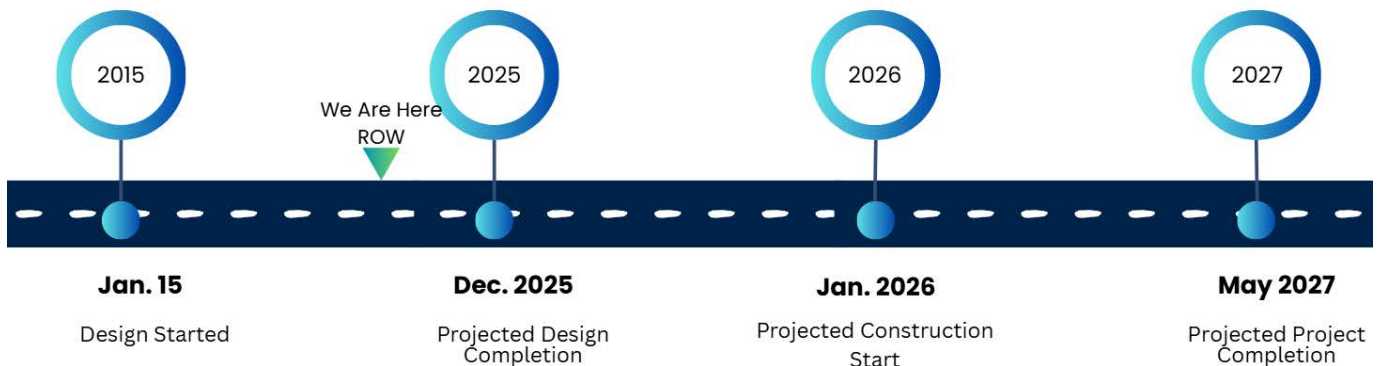 2015
2025
2026
2027
We Are Here
ROW
Jan. 15
Design Started
Dec. 2025
Projected Design
Completion
Jan. 2026
Projected Construction
Start
May 2027
Projected Project
Completion